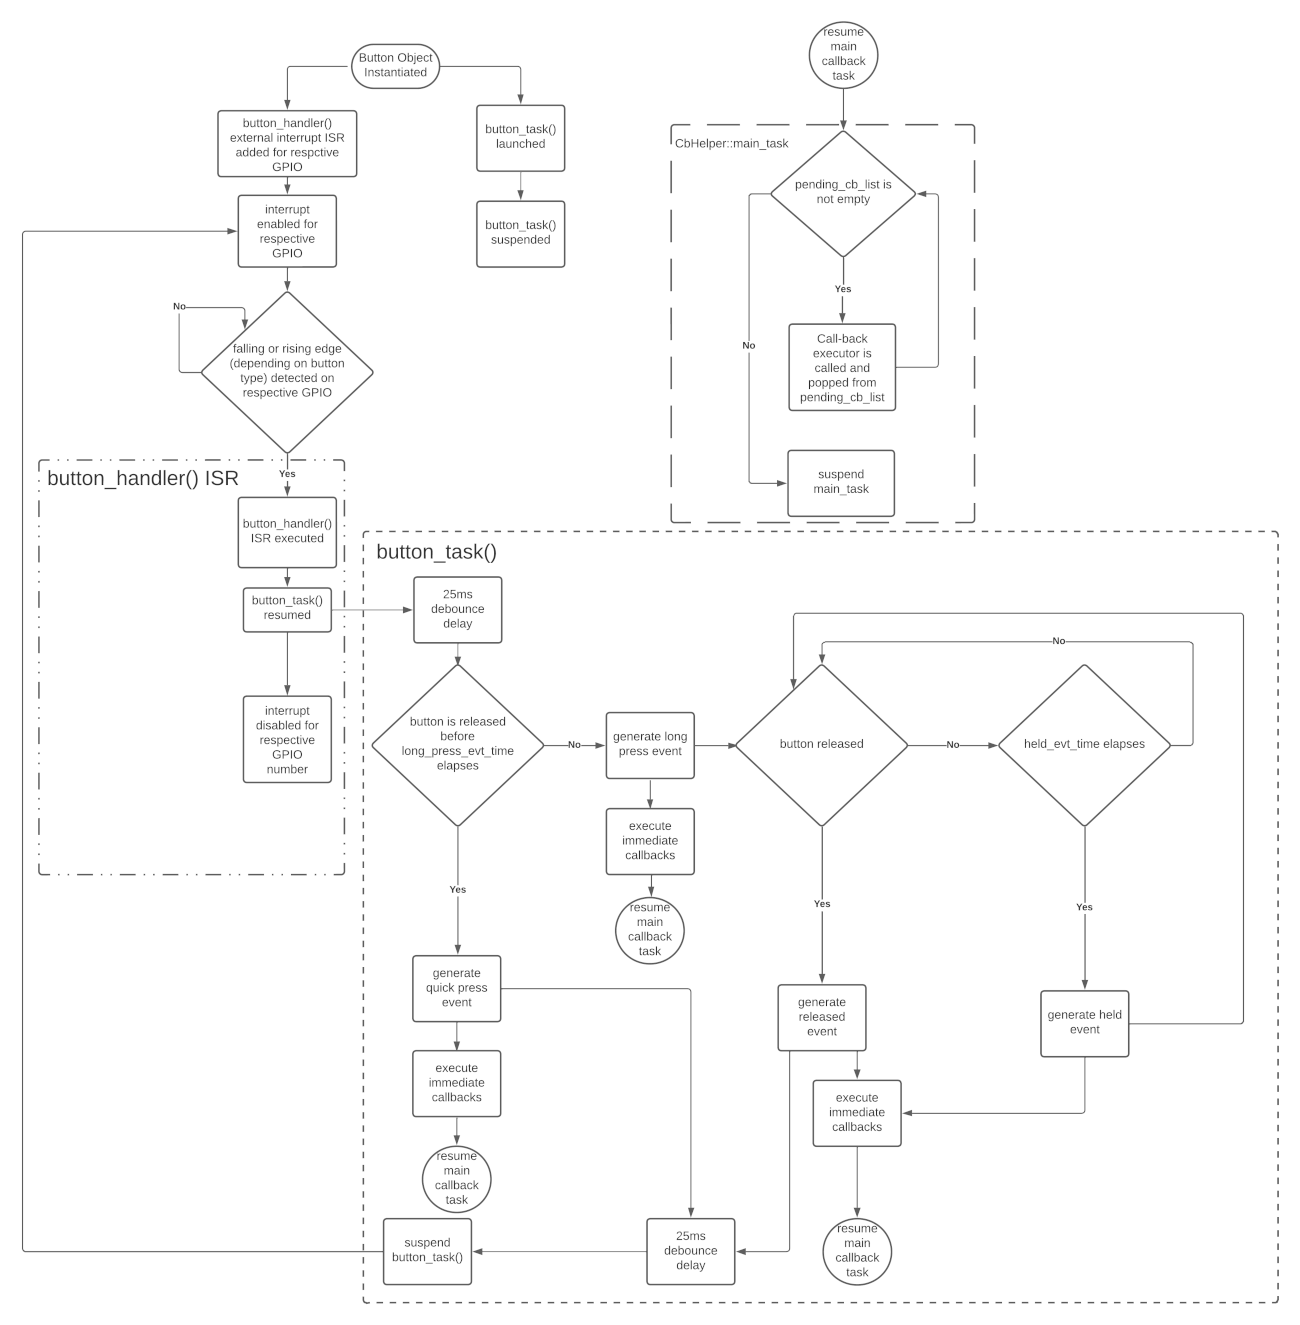 Button Object
Instantiated
button_handler()
external interrupt ISR
added for respctive
GPIO
button_task()
launched
interrupt
enabled for
respective
GPIO
button_task()
suspended
No
falling or rising edge
(depending on button
type) detected on
respective GPIO
Yes
resume
main
callback
task
CbHelper::main_task
pending_cb_list is
not empty
Yes
No
Call-back
executor is
called and
popped from
pending_cb_list
suspend
main_task
button_handler() ISR
button_handler()
ISR executed
button_task()
resumed
interrupt
disabled for
respective
GPIO
number
button_task()
25ms
debounce
delay
button is released
before
long_press_evt_time
elapses
No
generate long
press event
button released
No
held_evt_time elapses
No
execute
immediate
callbacks
resume
main
callback
task
Yes
Yes
Yes
generate
quick press
event
generate
released
event
generate held
event
execute
immediate
callbacks
execute
immediate
callbacks
resume
main
callback
task
suspend
button_task()
25ms
debounce
delay
resume
main
callback
task